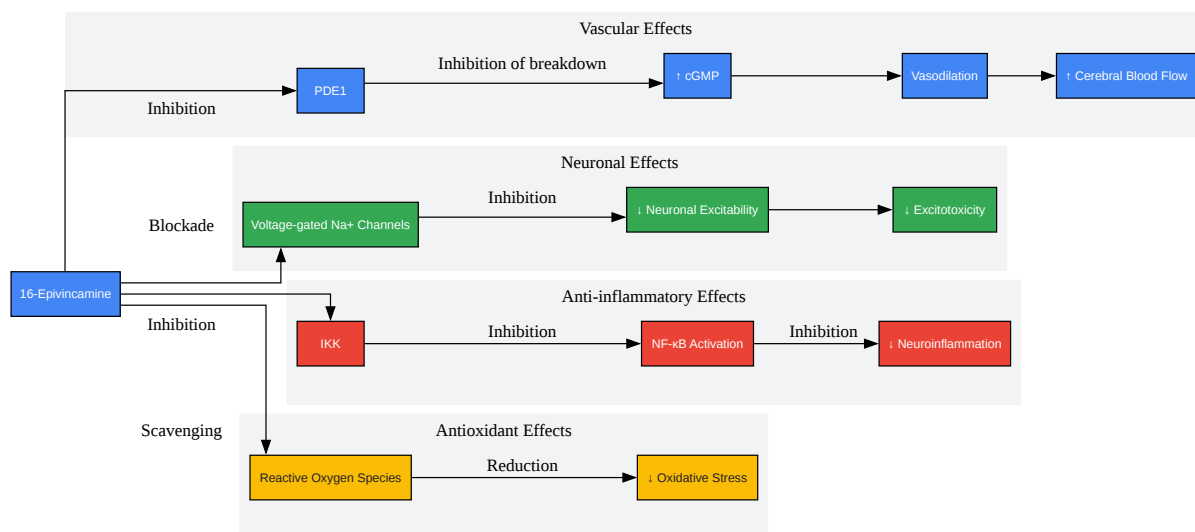 Vascular Effects
Inhibition of breakdown
PDE1
↑ cGMP
Vasodilation
↑ Cerebral Blood Flow
Inhibition
Neuronal Effects
Inhibition
Blockade
Voltage-gated Na+ Channels
↓ Neuronal Excitability
↓ Excitotoxicity
16-Epivincamine
Anti-inflammatory Effects
Inhibition
Inhibition
Inhibition
IKK
NF-κB Activation
↓ Neuroinflammation
Scavenging
Antioxidant Effects
Reduction
Reactive Oxygen Species
↓ Oxidative Stress